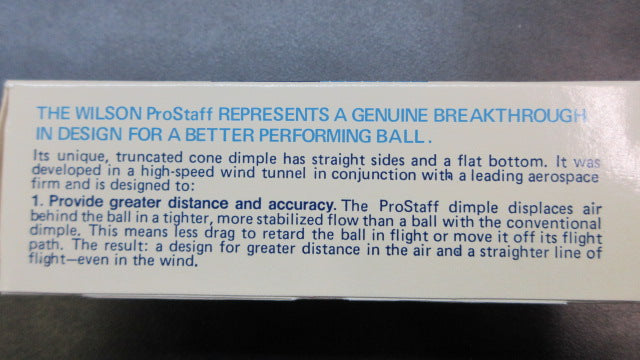 THE WILSON ProStaff REPRESENTS A GENUINE BREAKTHROUGH
IN DESIGN FOR A BETTER PERFORMING BALL.
Its unique, truncated cone dimple has straight sides and a flat bottom. It was
developed in a high-speed wind tunnel in conjunction with a leading aerospace
firm and is designed to:
1. Provide greater distance and accuracy. The ProStaff dimple displaces air
behind the ball in a tighter, more stabilized flow than a ball with the conventional
dimple. This means less drag to retard the ball in flight or move it off its flight
path. The result: a design for greater distance in the air and a straighter line of
flight—even in the wind.